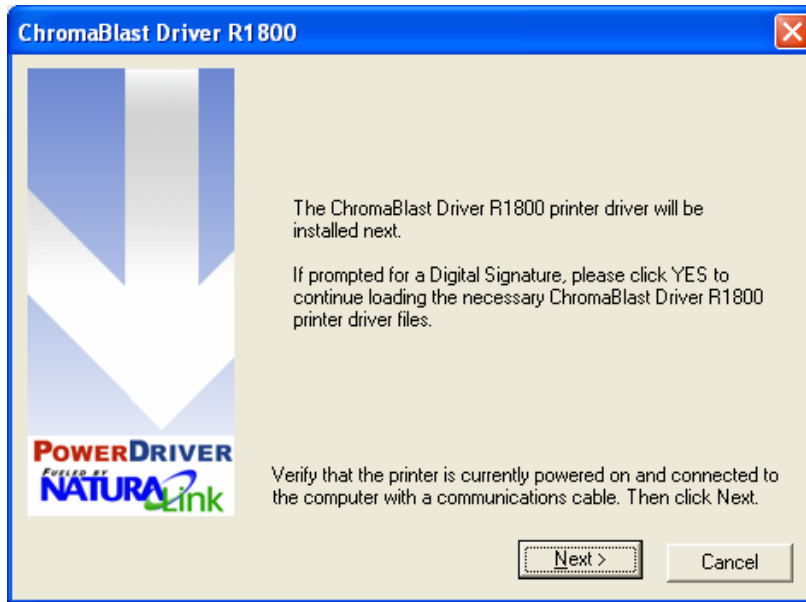 ChromaBlast Driver R1800
The ChromaBlast Driver R1800 printer driver will be
installed next.
If prompted for a Digital Signature, please click YES to
continue loading the necessary ChromaBlast Driver R1800
printer driver files.
POWERDRIVER
FUELED BY
NATURALink
Verify that the printer is currently powered on and connected to
the computer with a communications cable. Then click Next.
Next >
Cancel